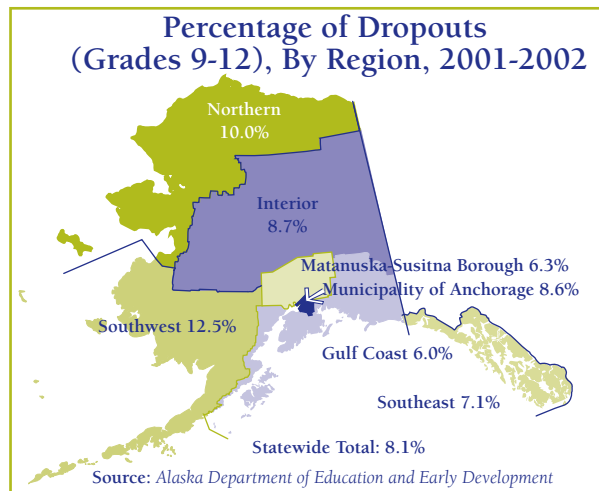 Percentage of Dropouts
(Grades 9-12), By Region, 2001-2002
Northern
10.0%
Interior
8.7%
Matanuska-Susitna Borough 6.3%
Municipality of Anchorage 8.6%
Southwest 12.5%
Gulf Coast 6.0%
Southeast 7.1%
Statewide Total: 8.1%
Source: Alaska Department of Education and Early Development